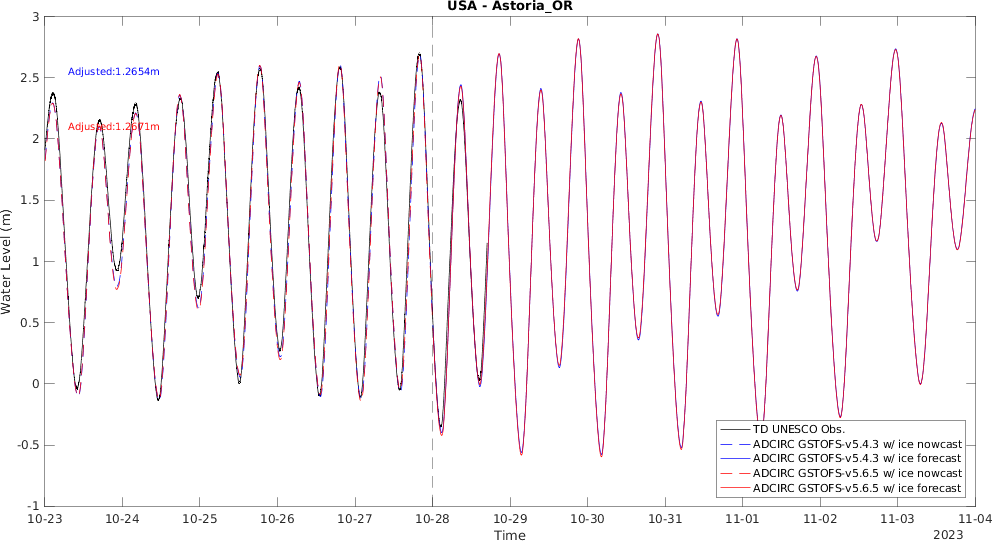 USA - Astoria_OR
3
2.5
2
1.5
1
0.5
0
-0.5
-1
Water Level (m)
Adjusted:1.2654m
Adjusted:1.2671m
TD UNESCO Obs.
ADCIRC GSTOFS-v5.4.3 w/ ice nowcast
ADCIRC GSTOFS-v5.4.3 w/ ice forecast
ADCIRC GSTOFS-v5.6.5 w/ ice nowcast
ADCIRC GSTOFS-v5.6.5 w/ ice forecast
10-23 10-24 10-25 10-26 10-27 10-28 10-29 10-30 10-31 11-01 11-02 11-03 11-04
Time
2023